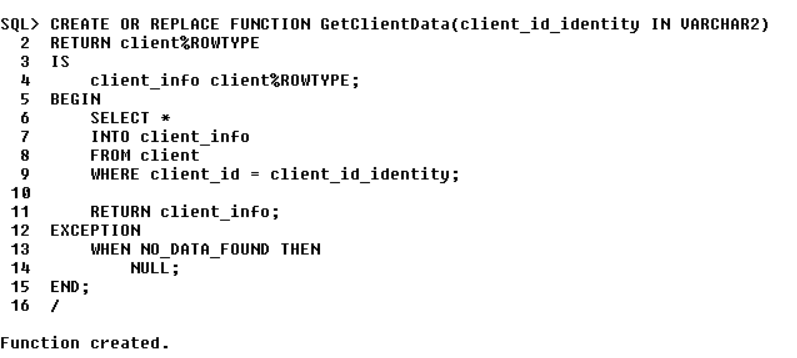 SQL> CREATE OR REPLACE FUNCTION GetClientData(client_id_identity IN VARCHAR2)
  2  RETURN client%ROWTYPE
  3  IS
  4      client_info client%ROWTYPE;
  5  BEGIN
  6      SELECT *
  7      INTO client_info
  8      FROM client
  9      WHERE client_id = client_id_identity;
 10
 11      RETURN client_info;
 12  EXCEPTION
 13      WHEN NO_DATA_FOUND THEN
 14          NULL;
 15  END;
 16  /
Function created.